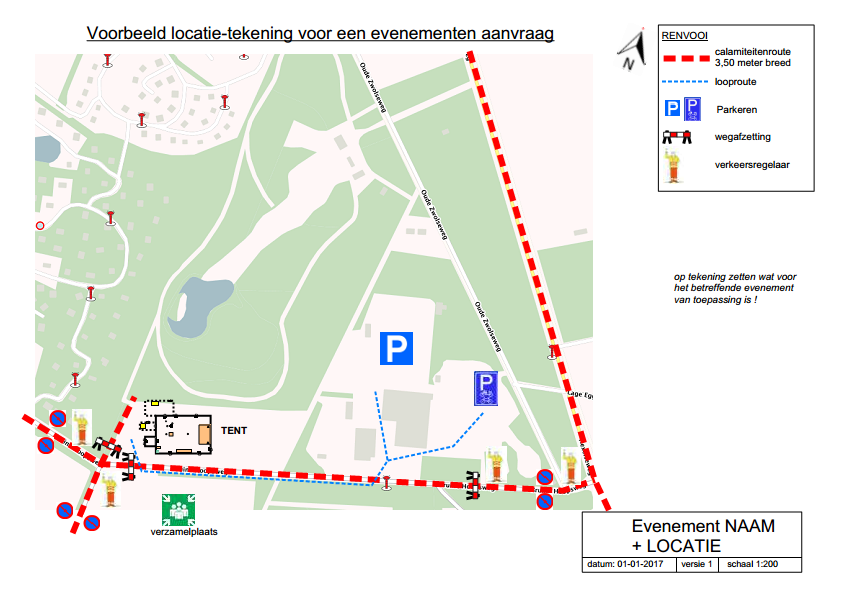 Voorbeeld locatie-tekening voor een evenementen aanvraag
N
RENVOOI
calamiteitenroute
3,50 meter breed
looproute
P P Parkeren
wegafzetting
verkeersregelaar
Oude Zwolseweg
Oude Zwolseweg
op tekening zetten wat voor
het betreffende evenement
van toepassing is !
Oude Zwolseweg
P
P
TENT
verzamelplaats
Evenement NAAM
+ LOCATIE
datum: 01-01-2017 versie 1 schaal 1:200